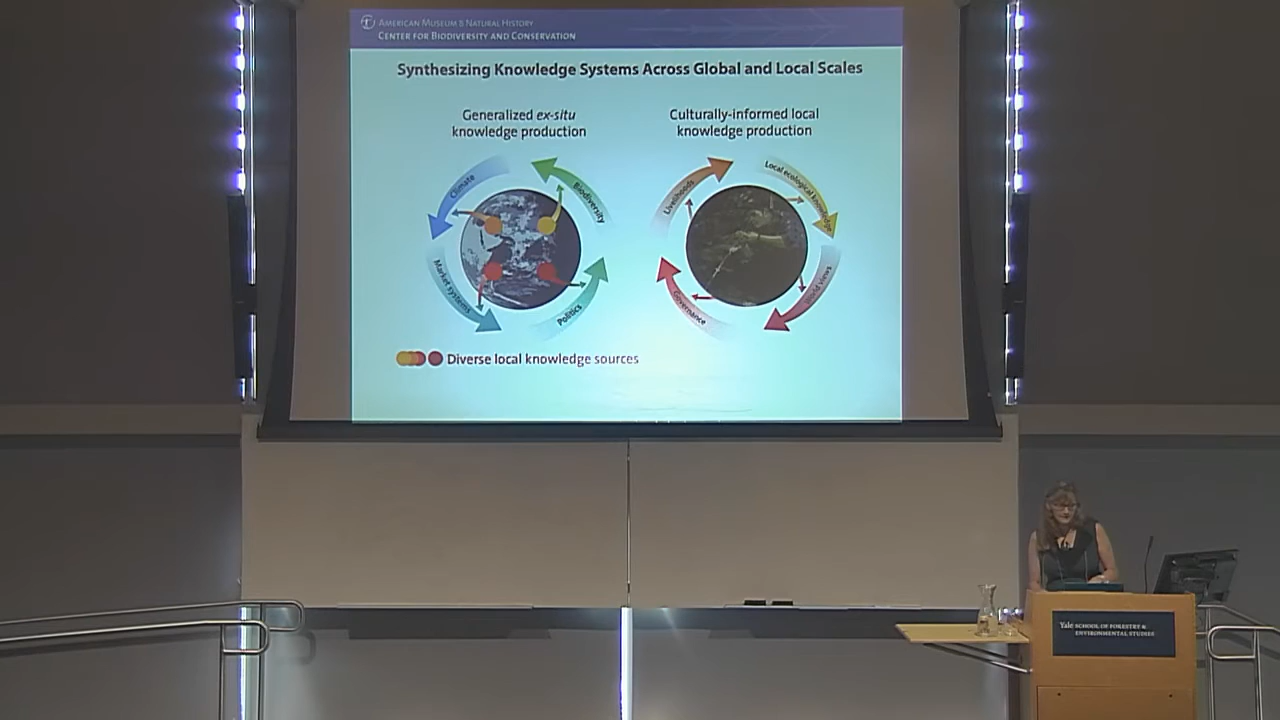 AMERICAN MUSEUM & NATURAL HISTORY
CENTER FOR BIODIVERSITY AND CONSERVATION
Synthesizing Knowledge Systems Across Global and Local Scales
Generalized ex-situ
knowledge production
Culturally-informed local
knowledge production
Climate
Biodiversity
Market systems
Politics
Livelihoods
Local ecological knowledge
Governance
World views
Diverse local knowledge sources
Yale SCHOOL OF FORESTRY &
ENVIRONMENTAL STUDIES